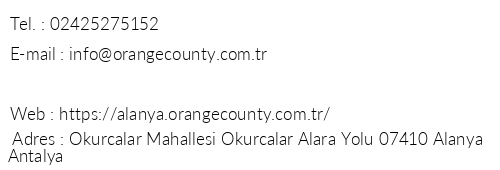 Tel. : 02425275152
E-mail : info@orangecounty.com.tr
Web : https://alanya.orangecounty.com.tr/
Adres : Okurcalar Mahallesi Okurcalar Alara Yolu 07410 Alanya
Antalya